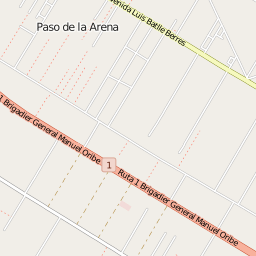 venida Luis Batlle Berres
Paso de la Arena
1 Brigadier General Manuel Oribe
1
Ruta 1 Brigadier General Manuel Oribe